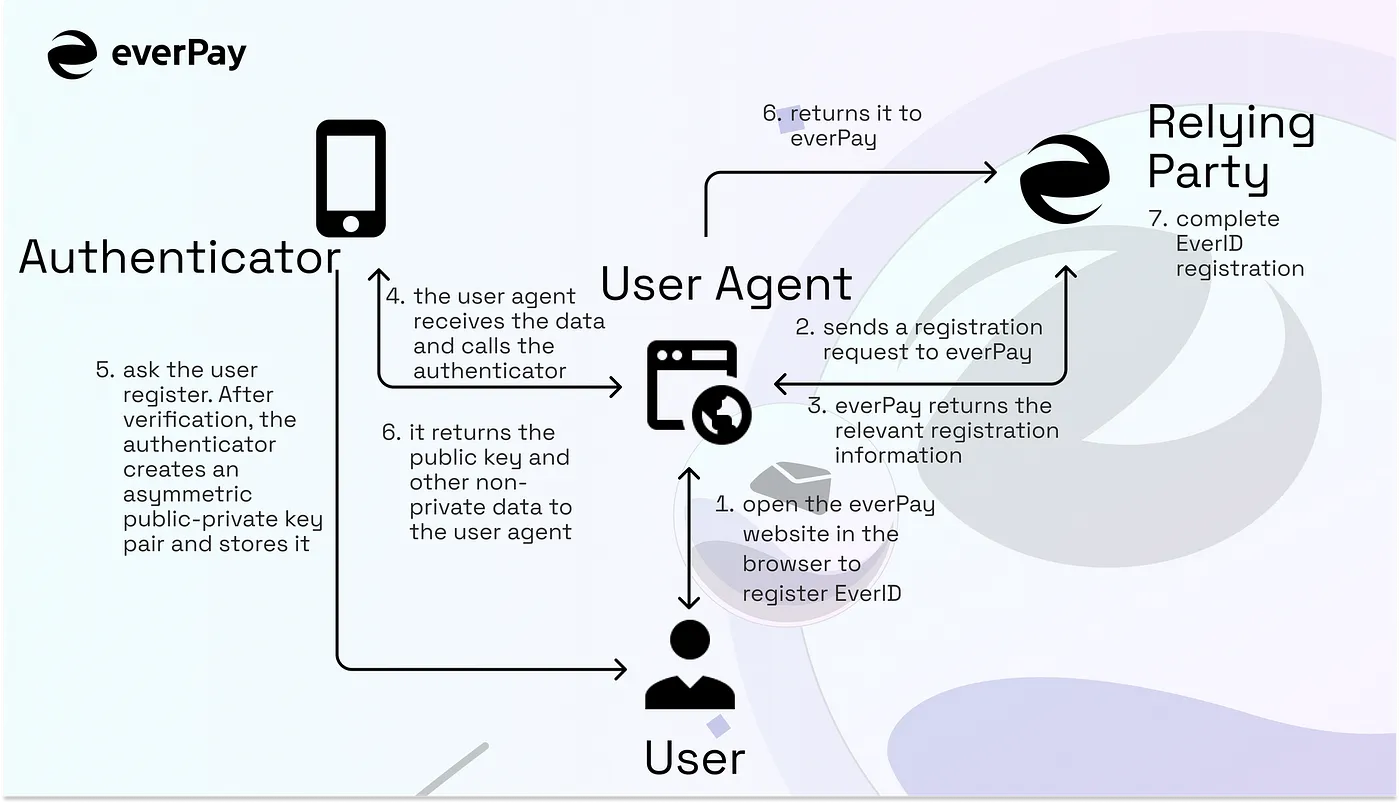 everPay
6. returns it to
everPay
Relying
Party
7. complete
EverID
registration
Authenticator
User Agent
4. the user agent
receives the data
and calls the
authenticator
2. sends a registration
request to everPay
3. everPay returns the
relevant registration
information
5. ask the user
register. After
verification, the
authenticator
creates an
asymmetric
public-private key
pair and stores it
6. it returns the
public key and
other non-
private data to
the user agent
1. open the everPay
website in the
browser to
register EverID
User